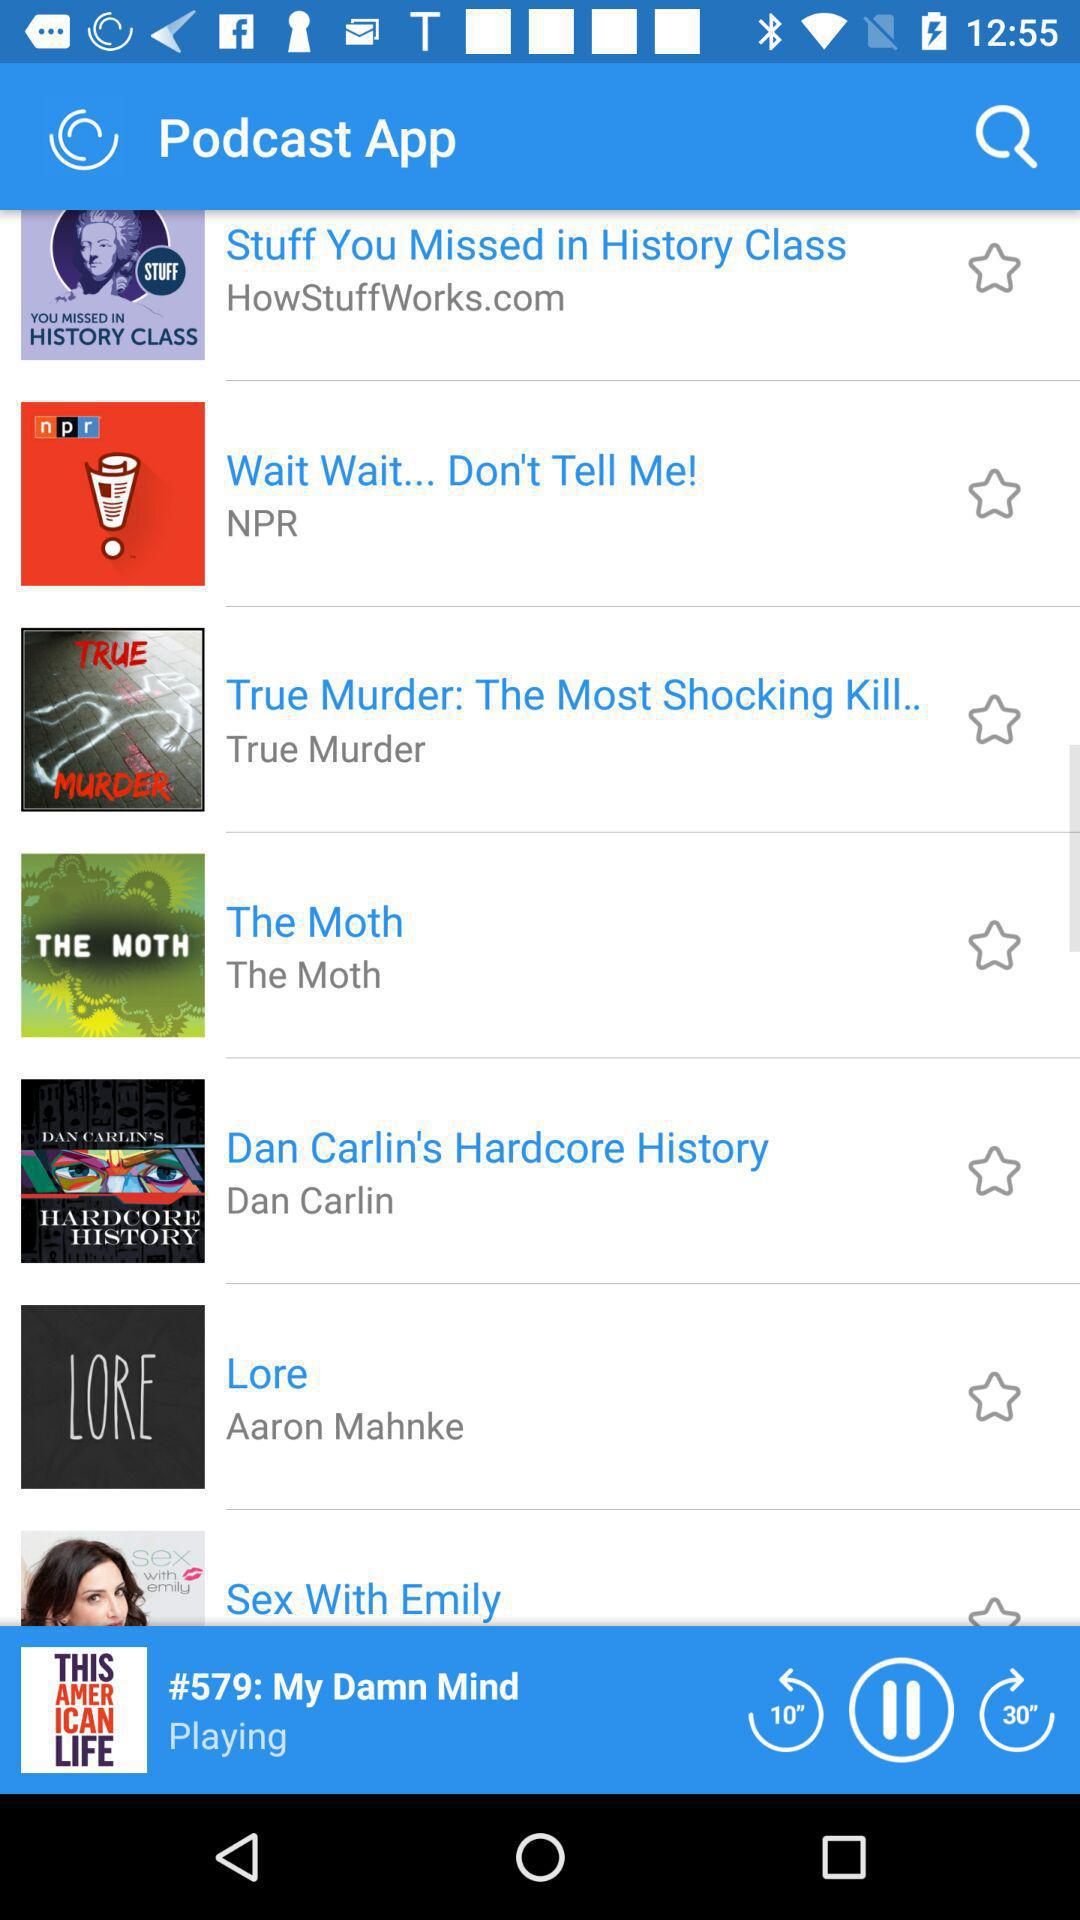 12:55
Podcast App
STUFF
YOU MISSED IN
HISTORY CLASS
Stuff You Missed in History Class
HowStuffWorks.com
npr
Wait Wait... Don't Tell Me!
NPR
TRUE
MURDER
True Murder: The Most Shocking Kill..
True Murder
THE MOTH
The Moth
The Moth
DAN CARLIN'S
HARDCORE
HISTORY
Dan Carlin's Hardcore History
Dan Carlin
LORE
Lore
Aaron Mahnke
sex
with
emily
Sex With Emily
THIS
AMER
ICAN
LIFE
#579: My Damn Mind
Playing
10”
30”